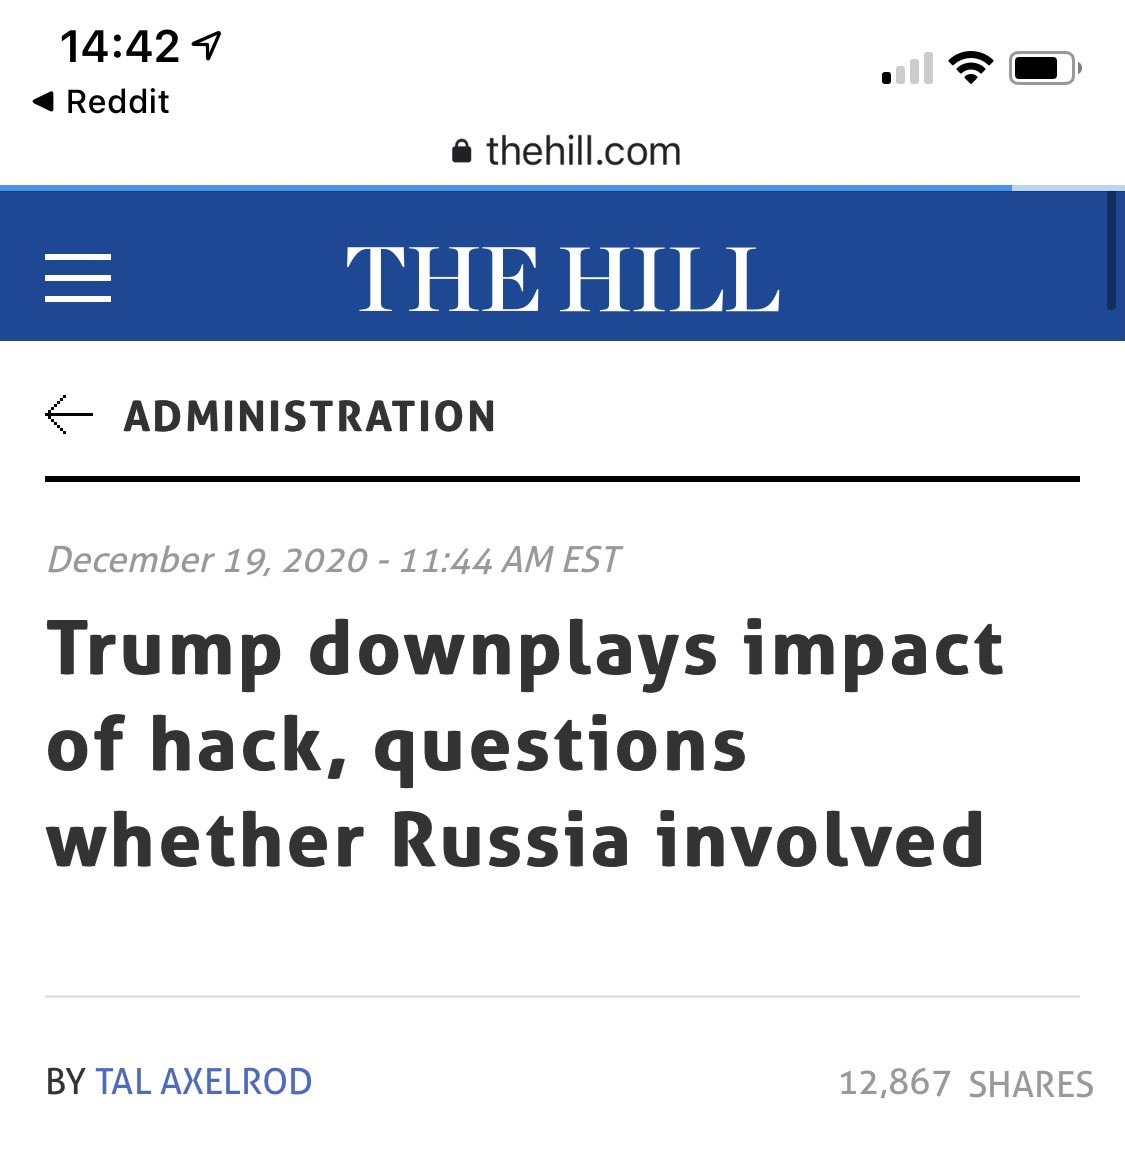 14:42
Reddit
thehill.com
THE HILL
ADMINISTRATION
December 19, 2020 - 11:44 AM EST
Trump downplays impact
of hack, questions
whether Russia involved
BY TAL AXELROD
12,867 SHARES